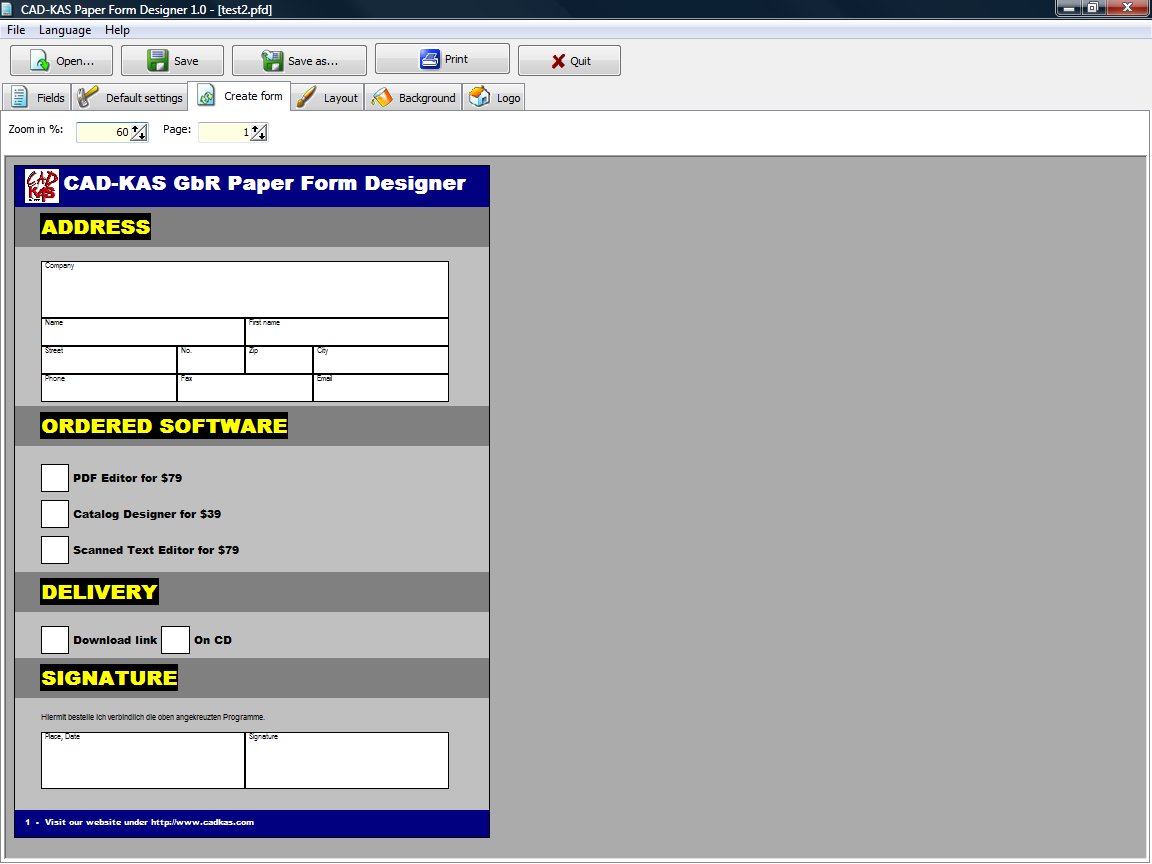 CAD-KAS Paper Form Designer 1.0 - [test2.pfd]
File Language Help
Open... Save Save as... Print Quit
Fields Default settings Create form Layout Background Logo
Zoom in %: 60 Page: 1
CAD KAS CAD-KAS GbR Paper Form Designer
ADDRESS
Company
Name First name
Street No. Zip City
Phone Fax Email
ORDERED SOFTWARE
PDF Editor for $79
Catalog Designer for $39
Scanned Text Editor for $79
DELIVERY
Download link On CD
SIGNATURE
Hiermit bestelle ich verbindlich die oben angekreuzten Programme.
Place, Date Signature
1 - Visit our website under http://www.cadkas.com